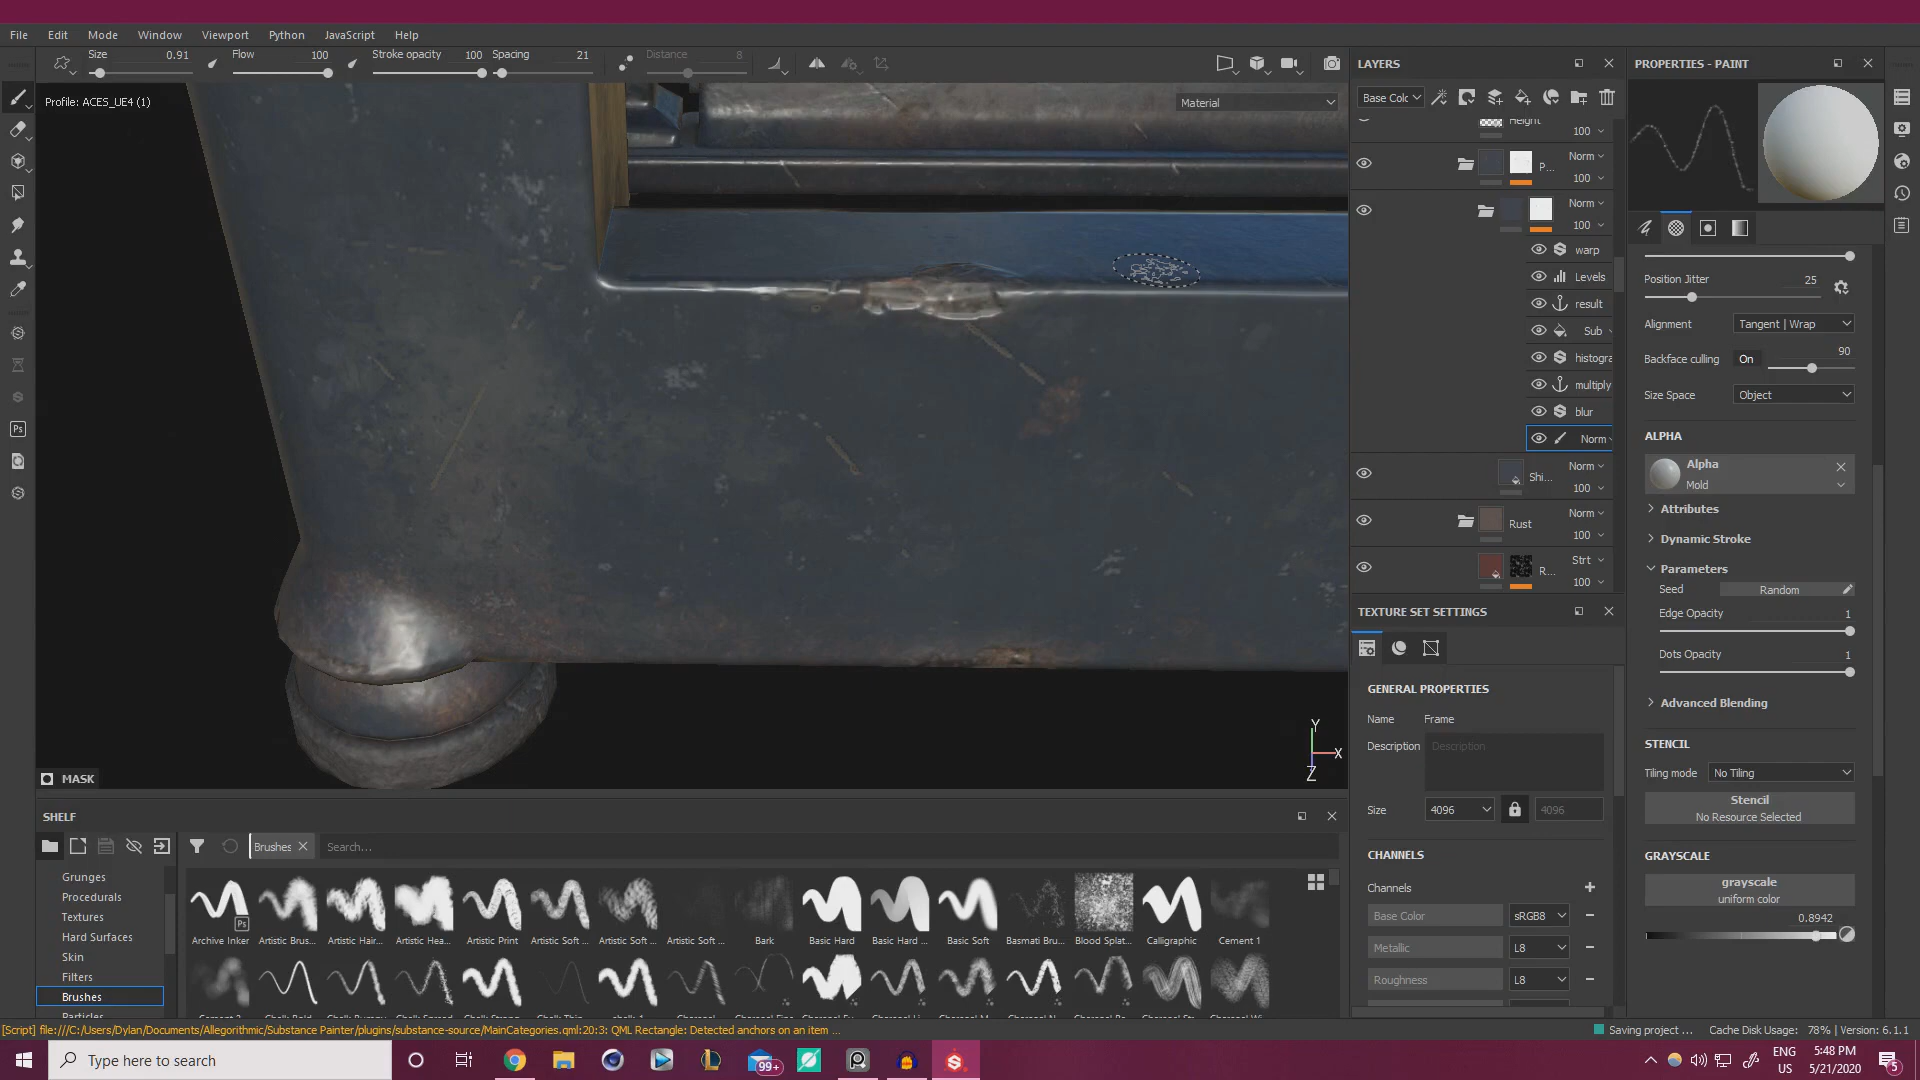 File Edit Mode Window Viewport Python JavaScript Help
Size 0.91 Flow 100 Stroke opacity 100 Spacing 21 Distance 8
Profile: ACES_UE4 (1)
Material
MASK
Y
X
Z
LAYERS
Base Colc
Height
100
Norm
P...
100
Norm
100
warp
Levels
result
Sub
histogra
multiply
blur
Norm
Norm
Shi...
100
Norm
Rust
100
Strt
R...
100
TEXTURE SET SETTINGS
GENERAL PROPERTIES
Name Frame
Description Description
Size 4096 4096
CHANNELS
Channels
Base Color sRGB8
Metallic L8
Roughness L8
PROPERTIES - PAINT
Position Jitter 25
Alignment Tangent | Wrap
Backface culling On 90
Size Space Object
ALPHA
Alpha
Mold
Attributes
Dynamic Stroke
Parameters
Seed Random
Edge Opacity 1
Dots Opacity 1
Advanced Blending
STENCIL
Tiling mode No Tiling
Stencil
No Resource Selected
GRAYSCALE
grayscale
uniform color
0.8942
SHELF
Brushes Search...
Grunges
Procedurals
Textures
Hard Surfaces
Skin
Filters
Brushes
Particles
Ps
Ps
Archive Inker Artistic Brus... Artistic Hair... Artistic Hea... Artistic Print Artistic Soft ... Artistic Soft ... Artistic Soft ... Bark Basic Hard Basic Hard ... Basic Soft Basmati Bru... Blood Splat... Calligraphic Cement 1
[Script] file:///C:/Users/Dylan/Documents/Allegorithmic/Substance Painter/plugins/substance-source/MainCategories.qml:20:3: QML Rectangle: Detected anchors on an item ...
Saving project ... Cache Disk Usage: 78% | Version: 6.1.1
Type here to search
99+
ENG
US
5:48 PM
5/21/2020
5